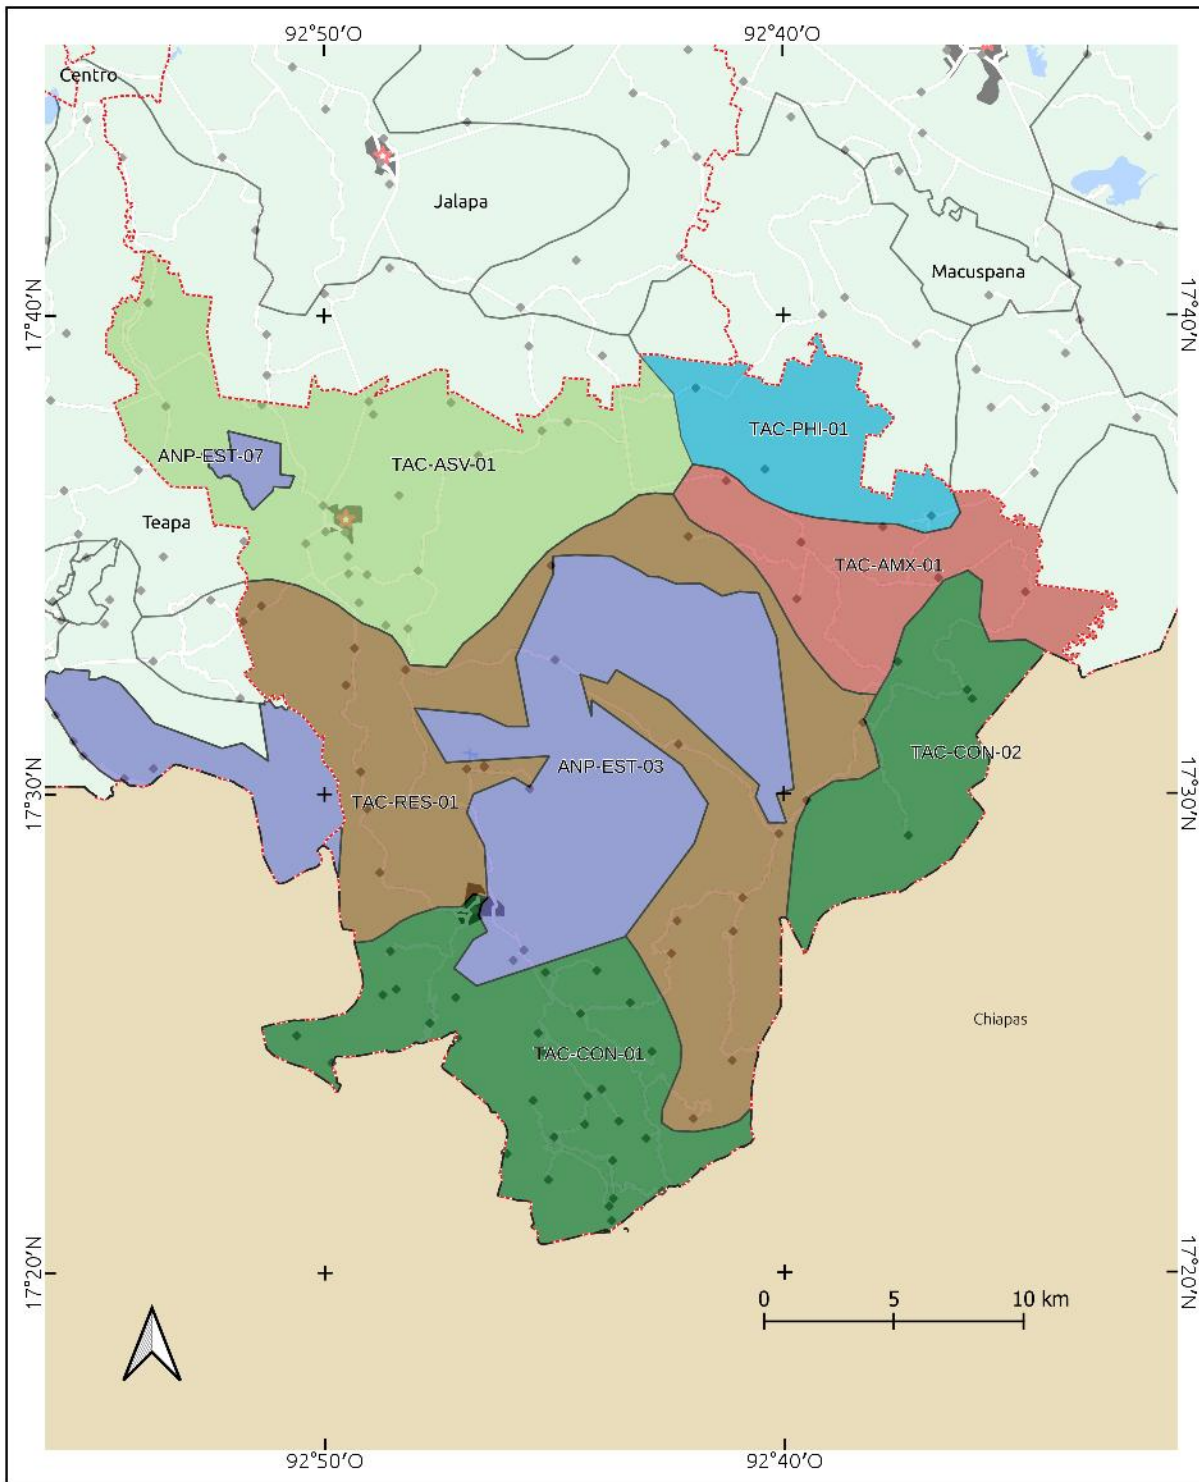 92°50'O
92°40'O
Centro
Jalapa
Macuspana
17°40'N
17°40'N
TAC-PHI-01
ANP-EST-07
TAC-ASV-01
Teapa
TAC-AMX-01
TAC-CON-02
ANP-EST-03
17°30'N
17°30'N
TAC-RES-01
Chiapas
TAC-CON-01
17°20'N
17°20'N
0 5 10 km
92°50'O
92°40'O